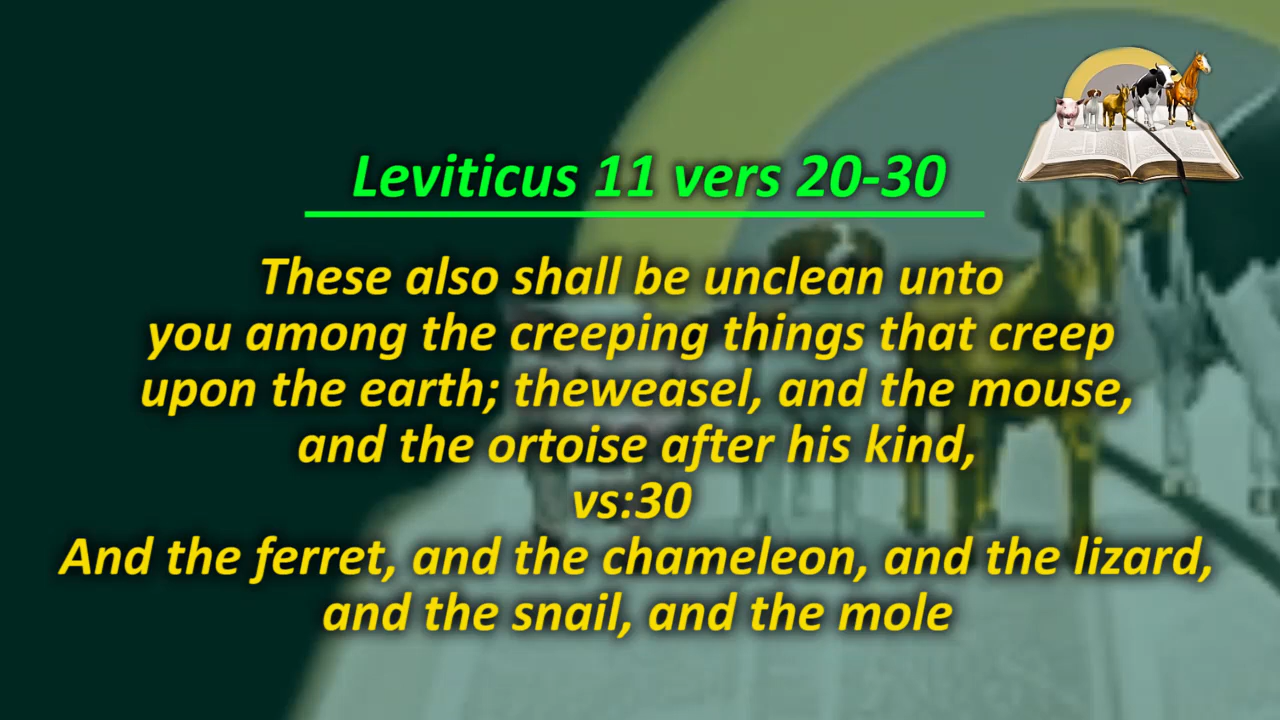 Leviticus 11 vers 20-30
These also shall be unclean unto
you among the creeping things that creep
upon the earth; theweasel, and the mouse,
and the ortoise after his kind,
vs:30
And the ferret, and the chameleon, and the lizard,
and the snail, and the mole